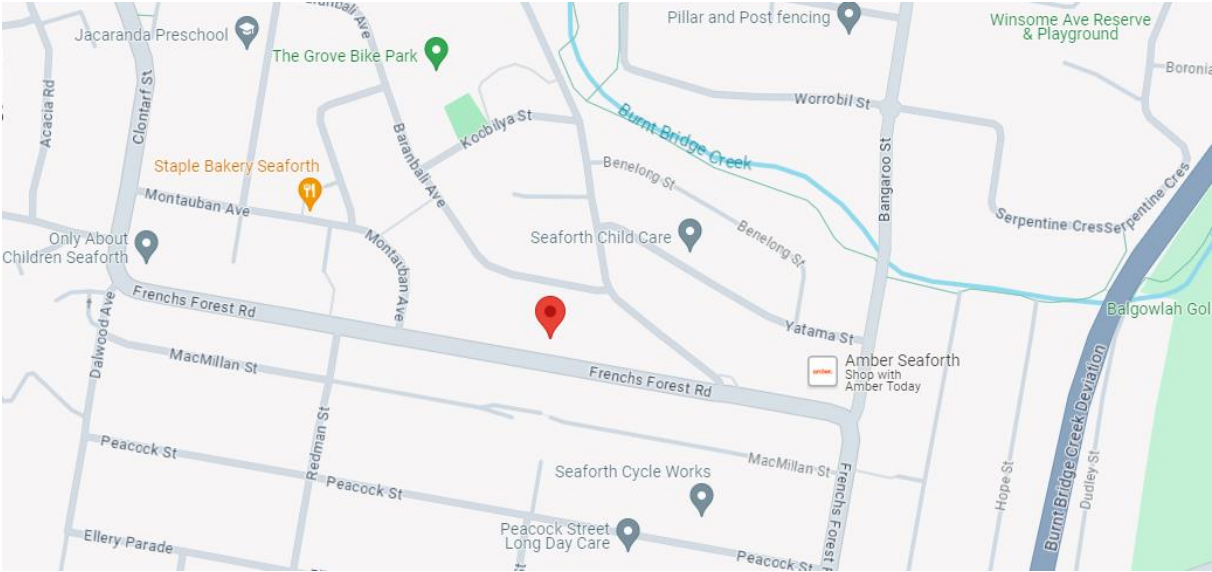 Jacaranda Preschool
Baranbali Ave
Pillar and Post fencing
Winsome Ave Reserve
& Playground
The Grove Bike Park
Boronia
Acacia Rd
Clontarf St
Worrobil St
Koobilya St
Burnt Bridge Creek
Baranbali Ave
Staple Bakery Seaforth
Benelong St
Bangaroo St
Montauban Ave
Serpentine Cres
Serpentine Cres
Only About
Children Seaforth
Seaforth Child Care
Benelong St
Montauban Ave
Frenchs Forest Rd
Dalwood Ave
Balgowlah Gol
Yatama St
MacMillan St
Amber Seaforth
Shop with
Amber Today
amber.
Frenchs Forest Rd
Redman St
Burnt Bridge Creek Deviation
Peacock St
MacMillan St
Seaforth Cycle Works
Hope St
Dudley St
Peacock St
Frenchs Forest R
Peacock Street
Long Day Care
Ellery Parade
Peacock St